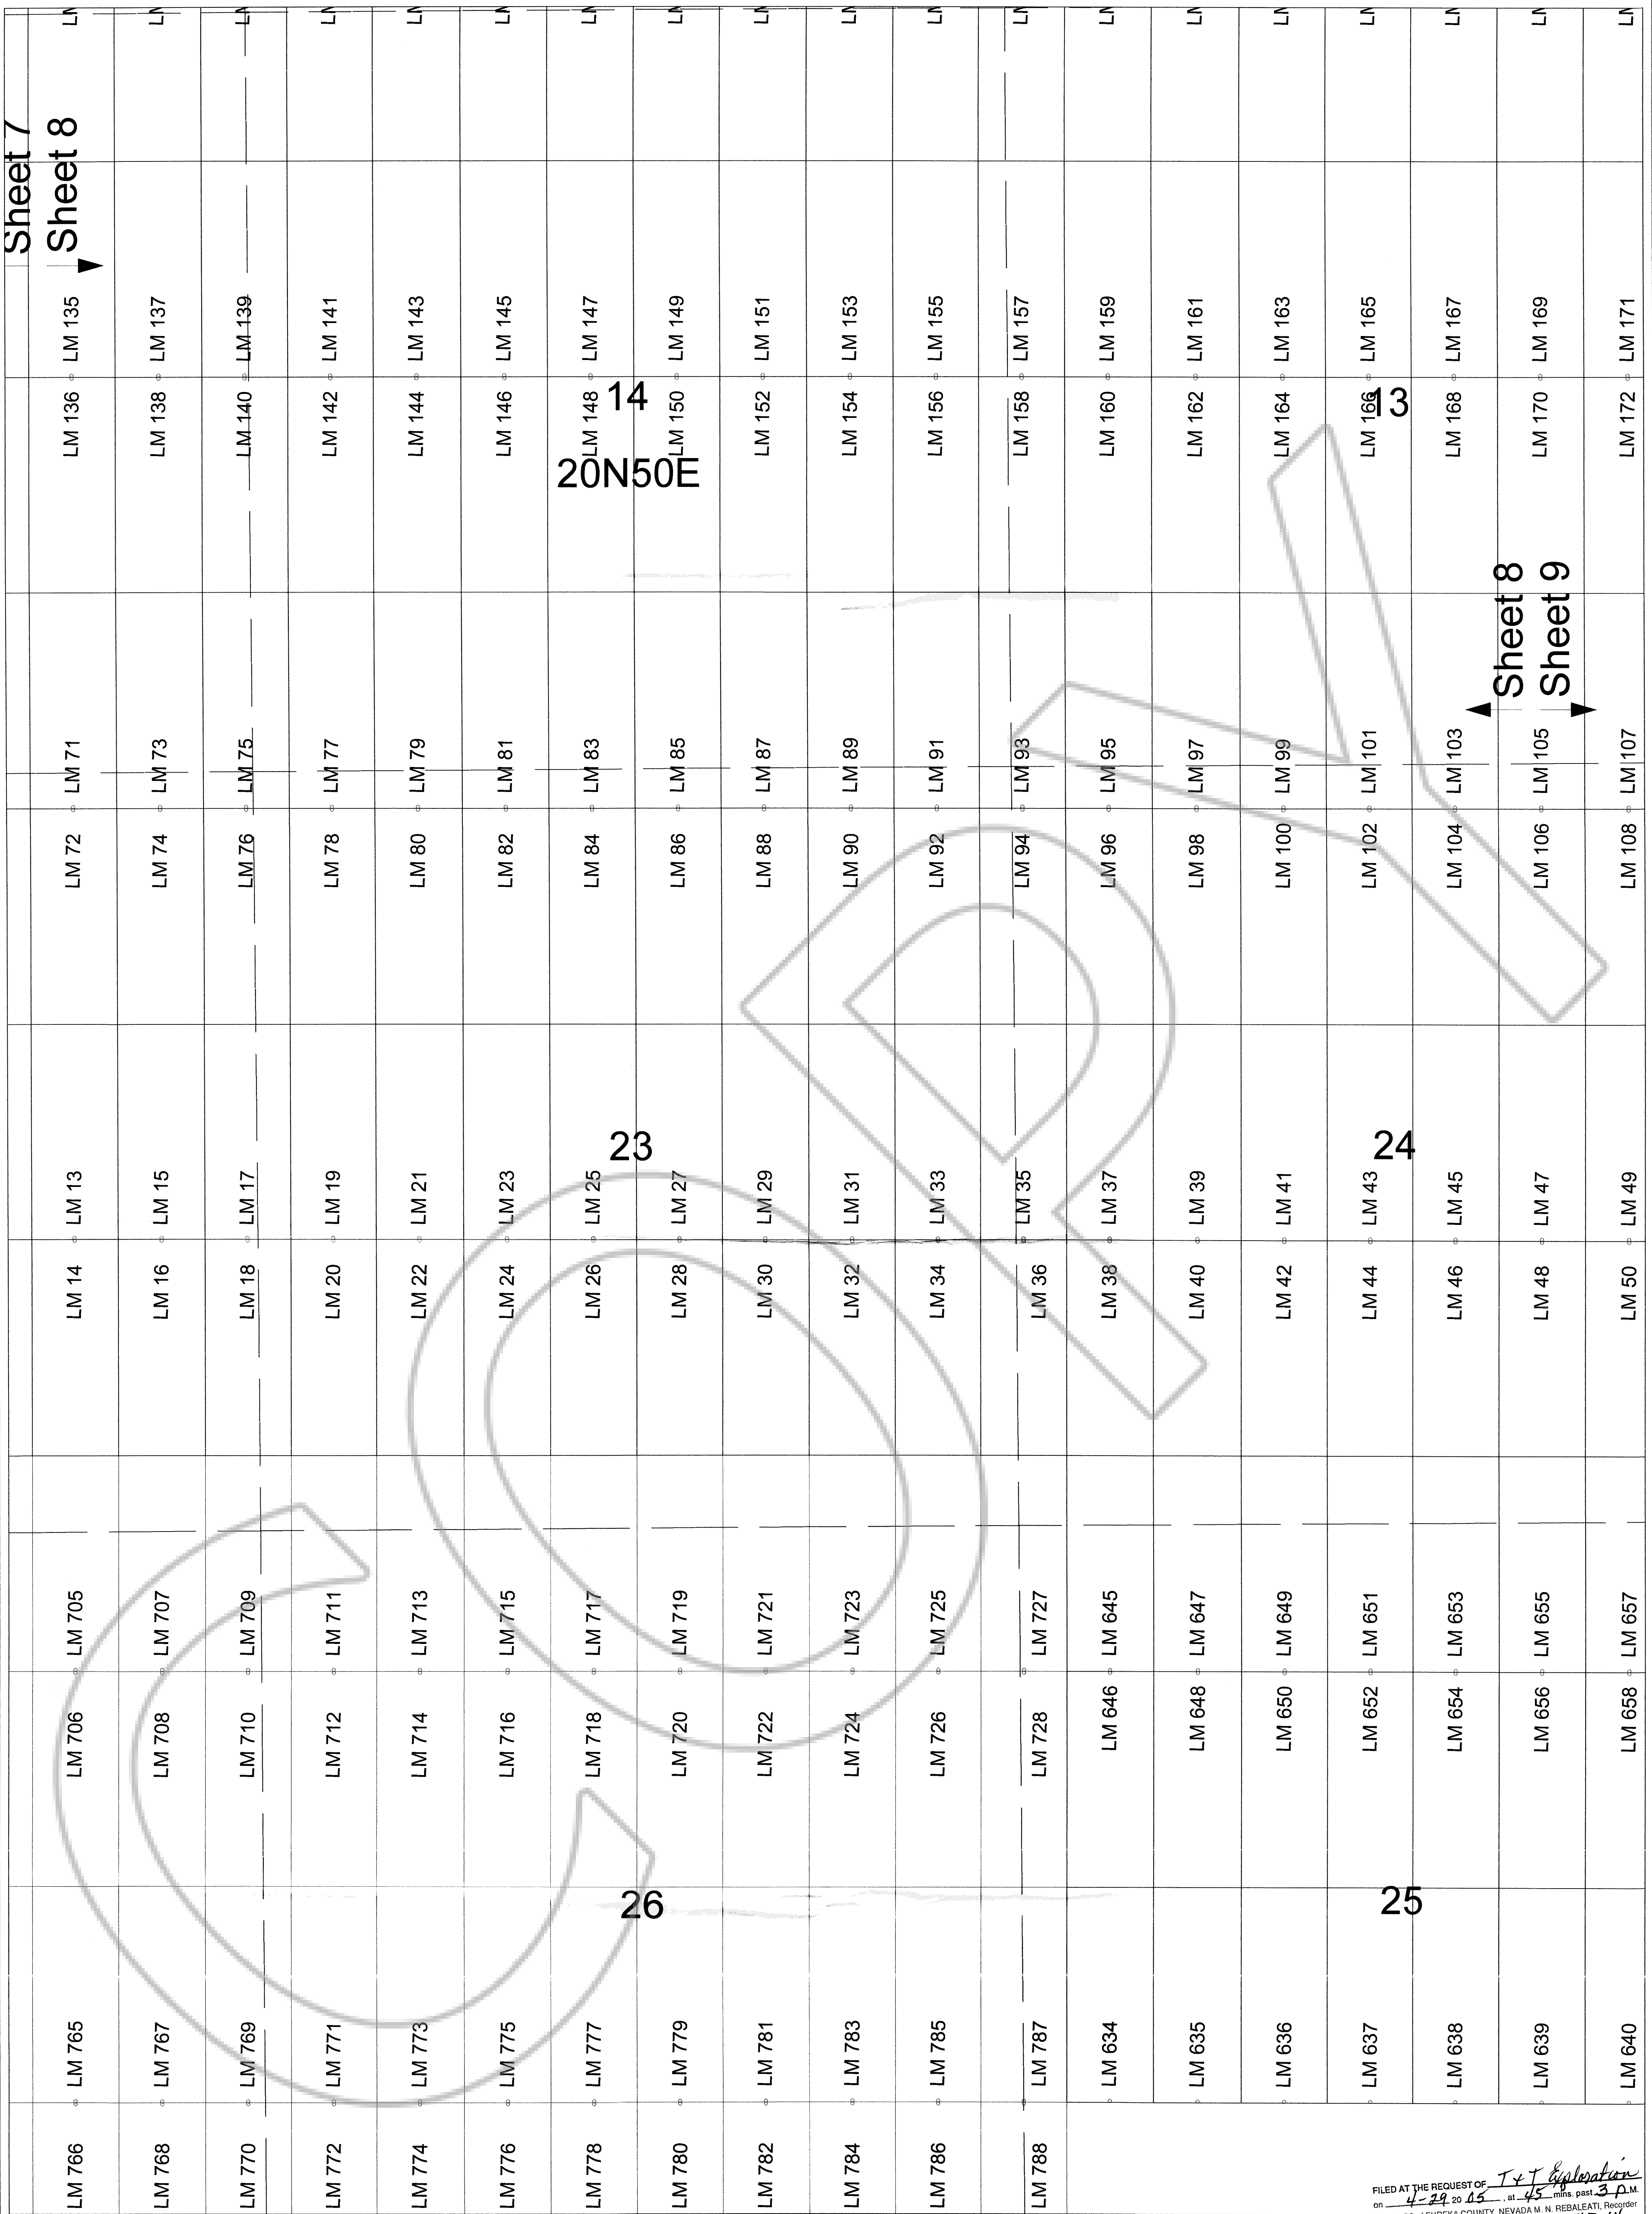 Sheet 7
Sheet 8
LM 135 LM 137 LM 139 LM 141 LM 143 LM 145 LM 147 LM 149 LM 151 LM 153 LM 155 LM 157 LM 159 LM 161 LM 163 LM 165 LM 167 LM 169 LM 171
LM 136 LM 138 LM 140 LM 142 LM 144 LM 146 LM 148 LM 150 LM 152 LM 154 LM 156 LM 158 LM 160 LM 162 LM 164 LM 166 LM 168 LM 170 LM 172
14 13
20N50E
Sheet 8
Sheet 9
LM 71 LM 73 LM 75 LM 77 LM 79 LM 81 LM 83 LM 85 LM 87 LM 89 LM 91 LM 93 LM 95 LM 97 LM 99 LM 101 LM 103 LM 105 LM 107
LM 72 LM 74 LM 76 LM 78 LM 80 LM 82 LM 84 LM 86 LM 88 LM 90 LM 92 LM 94 LM 96 LM 98 LM 100 LM 102 LM 104 LM 106 LM 108
23 24
LM 13 LM 15 LM 17 LM 19 LM 21 LM 23 LM 25 LM 27 LM 29 LM 31 LM 33 LM 35 LM 37 LM 39 LM 41 LM 43 LM 45 LM 47 LM 49
LM 14 LM 16 LM 18 LM 20 LM 22 LM 24 LM 26 LM 28 LM 30 LM 32 LM 34 LM 36 LM 38 LM 40 LM 42 LM 44 LM 46 LM 48 LM 50
COPY
LM 705 LM 707 LM 709 LM 711 LM 713 LM 715 LM 717 LM 719 LM 721 LM 723 LM 725 LM 727 LM 645 LM 647 LM 649 LM 651 LM 653 LM 655 LM 657
LM 706 LM 708 LM 710 LM 712 LM 714 LM 716 LM 718 LM 720 LM 722 LM 724 LM 726 LM 728 LM 646 LM 648 LM 650 LM 652 LM 654 LM 656 LM 658
26 25
LM 765 LM 767 LM 769 LM 771 LM 773 LM 775 LM 777 LM 779 LM 781 LM 783 LM 785 LM 787 LM 634 LM 635 LM 636 LM 637 LM 638 LM 639 LM 640
LM 766 LM 768 LM 770 LM 772 LM 774 LM 776 LM 778 LM 780 LM 782 LM 784 LM 786 LM 788
FILED AT THE REQUEST OF T & T Exploration
on 4-29 20 05, at 45 mins. past 3 P M.
EUREKA COUNTY, NEVADA M. N. REBALEATI, Recorder